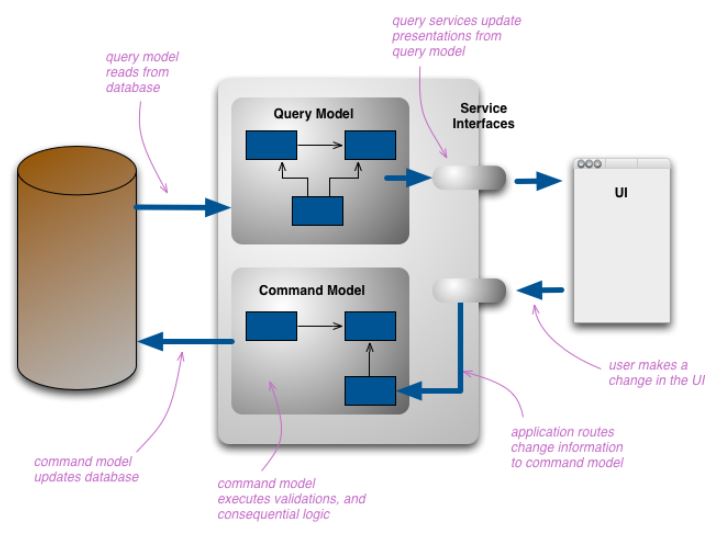 query services update
presentations from
query model
query model
reads from
database
Query Model
Service
Interfaces
UI
Command Model
user makes a
change in the UI
application routes
change information
to command model
command model
updates database
command model
executes validations, and
consequential logic